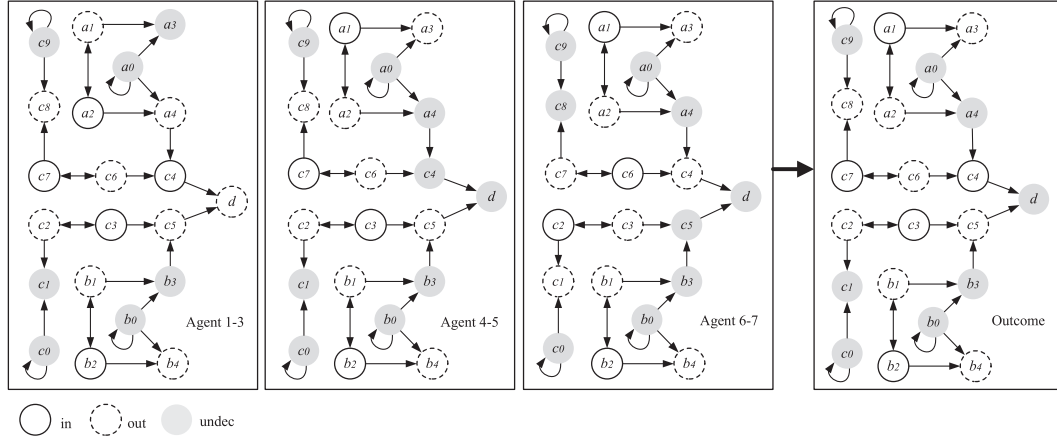 c9 a1 a3
a0
c8 a2 a4
c7 c6 c4
d
c2 c3 c5
c1 b1 b3
b0 Agent 1-3
c0 b2 b4
c9 a1 a3
a0
c8 a2 a4
c7 c6 c4
d
c2 c3 c5
c1 b1 b3
b0 Agent 4-5
c0 b2 b4
c9 a1 a3
a0
c8 a2 a4
c7 c6 c4
d
c2 c3 c5
c1 b1 b3
b0 Agent 6-7
c0 b2 b4
c9 a1 a3
a0
c8 a2 a4
c7 c6 c4
d
c2 c3 c5
c1 b1 b3
b0 Outcome
c0 b2 b4
in out undec